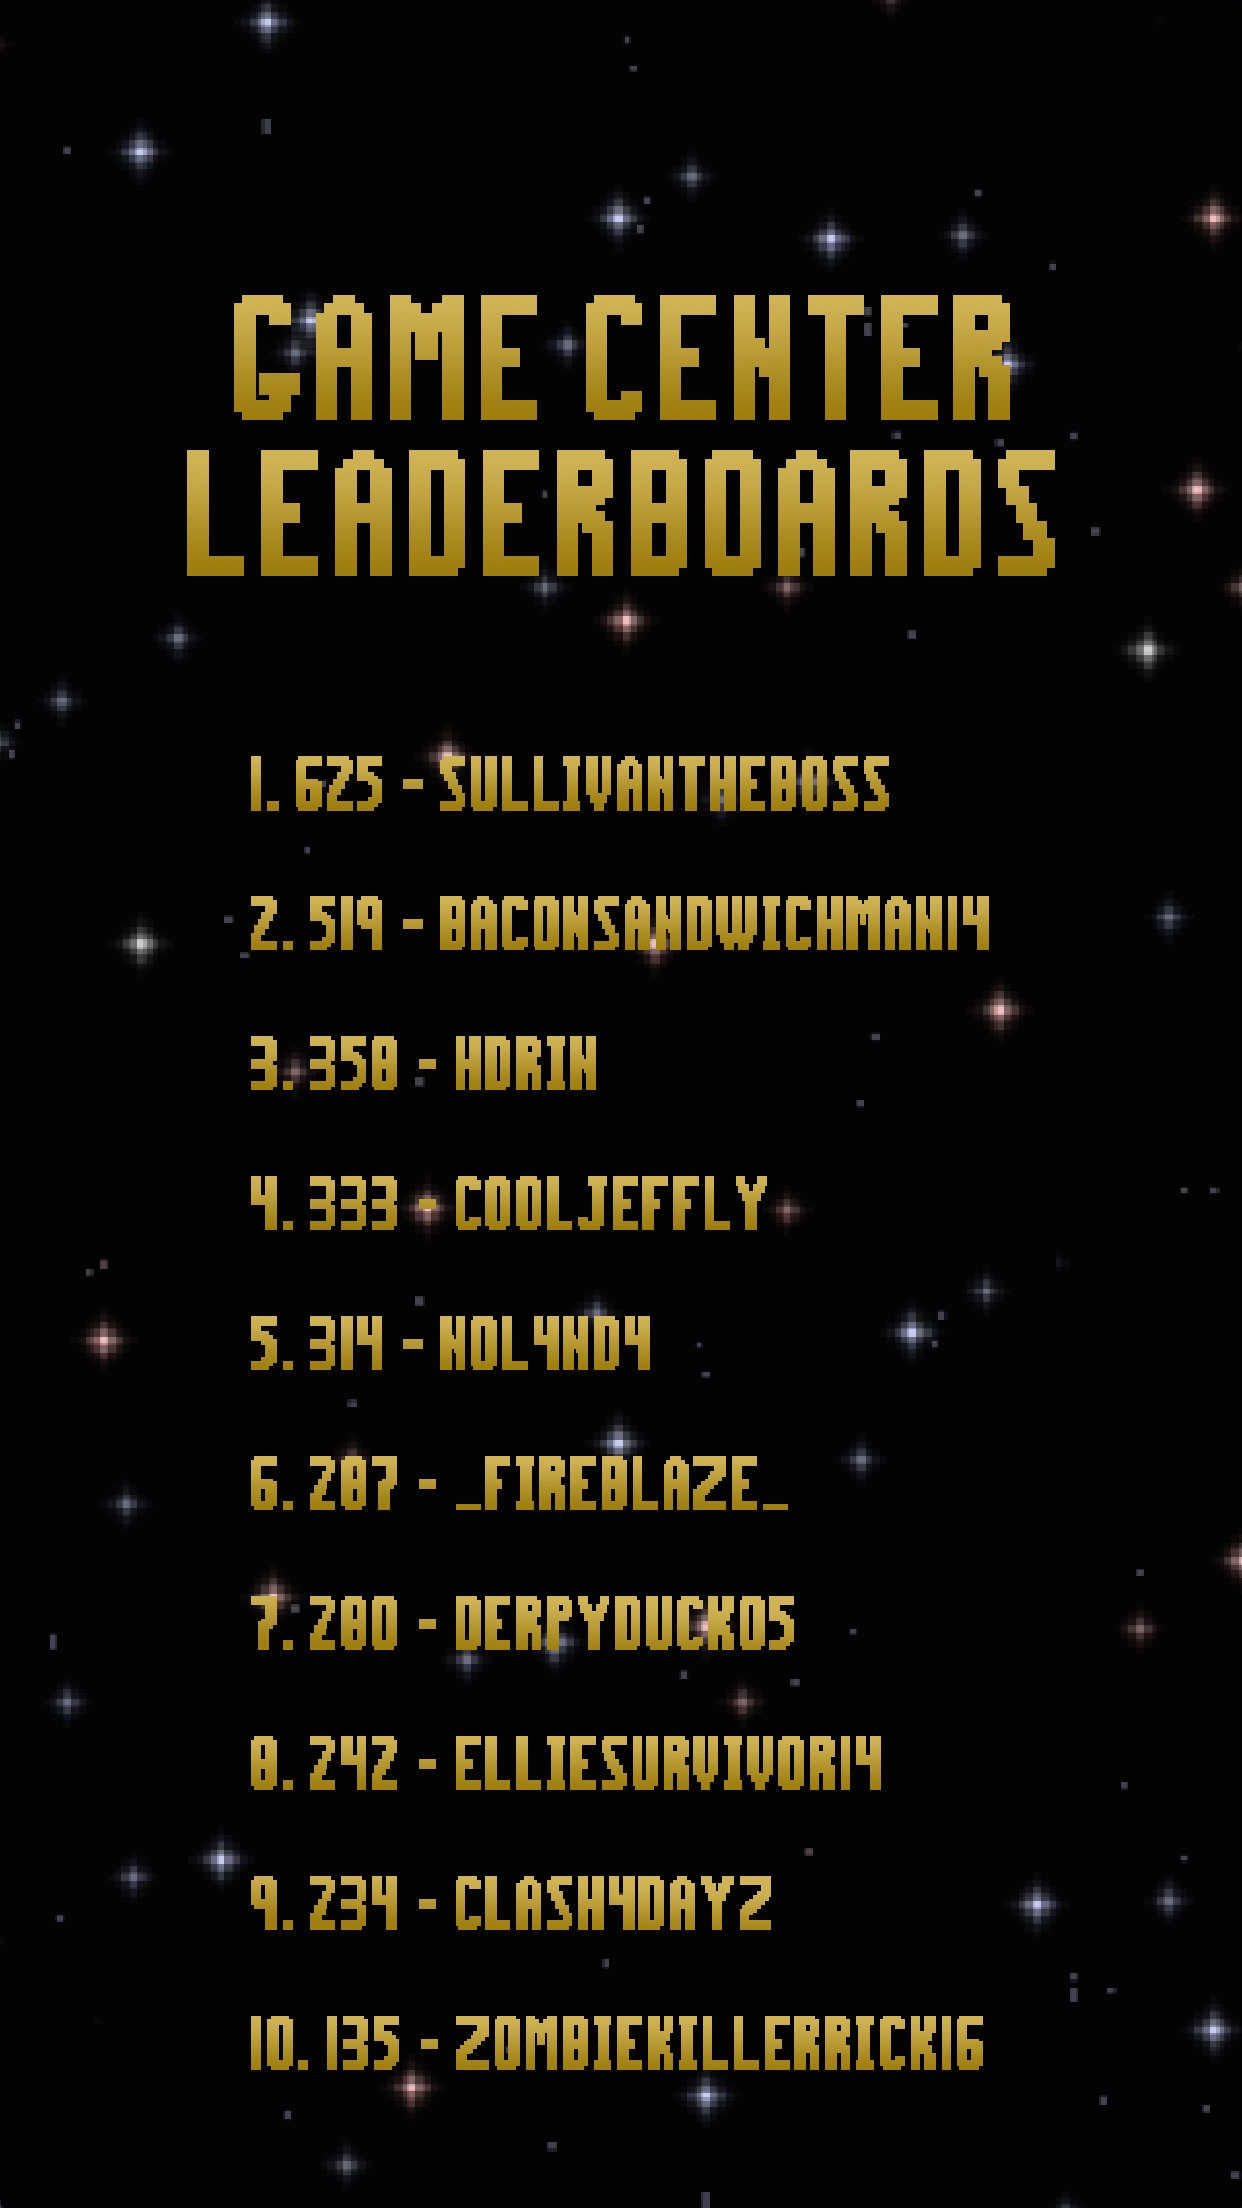 GAME CENTER
LEADERBOARDS
1. 625 - SULLIVANTHEBOSS
2. 519 - BACONSANDWICHMAN14
3. 358 - HDRIN
4. 333 - COOLJEFFLY
5. 314 - NOL4ND4
6. 287 - _FIREBLAZE_
7. 280 - DERPYDUCK05
8. 242 - ELLIESURVIVOR14
9. 234 - CLASH4DAYZ
10. 135 - ZOMBIEKILLERRICK16